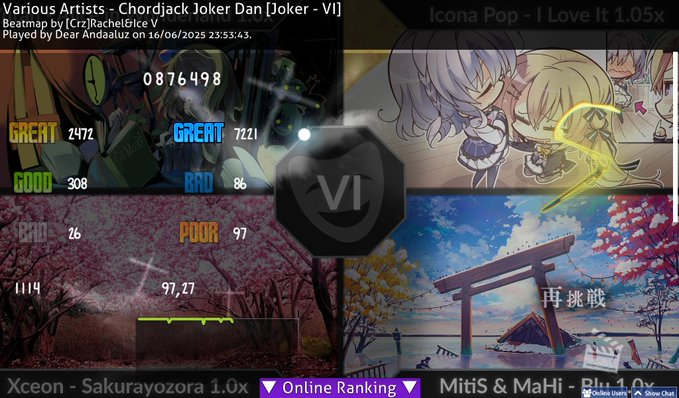 Various Artists - Chordjack Joker Dan [Joker - VI]
Beatmap by [Crz]Rachel&Ice V
Played by Dear Andaaluz on 16/06/2025 23:53:43.
1.0x
Icona Pop - I Love It 1.05x
0876498
GREAT 2472 GREAT 7221
GOOD 308 BAD 86
BAD 26 POOR 97
VI
1114 97,27
再挑戦
Xceon - Sakurayozora 1.0x
▼ Online Ranking ▼
MitiS & MaHi - Blu 1.0x
Online Users
Show Chat